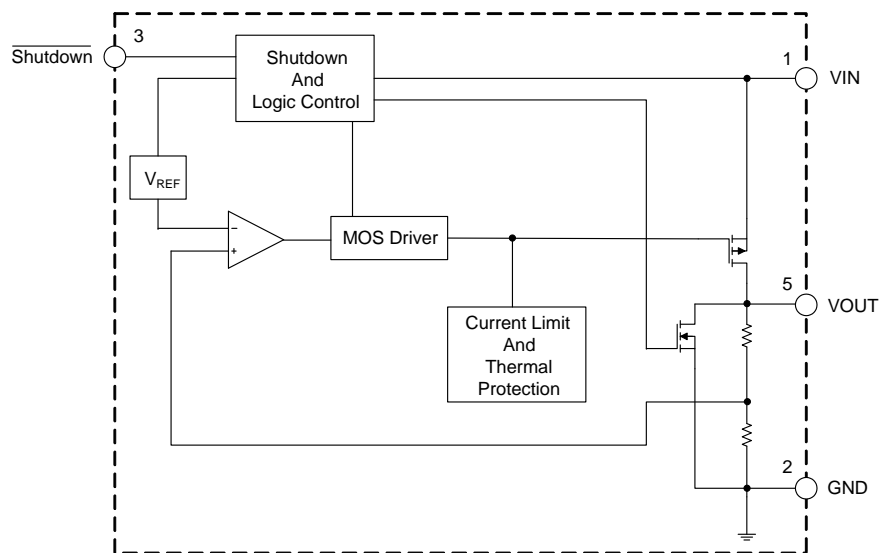 3
Shutdown
Shutdown
And
Logic Control
1
VIN
VREF
−
+
MOS Driver
5
VOUT
Current Limit
And
Thermal
Protection
2
GND